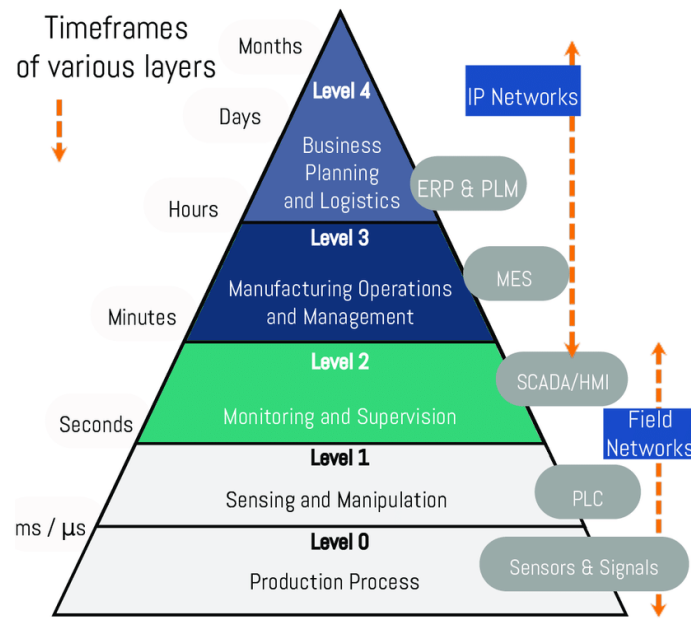 Timeframes
of various layers
Months
Days
Hours
Minutes
Seconds
ms / μs
Level 4
Business
Planning
and Logistics
Level 3
Manufacturing Operations
and Management
Level 2
Monitoring and Supervision
Level 1
Sensing and Manipulation
Level 0
Production Process
IP Networks
ERP & PLM
MES
SCADA/HMI
Field
Networks
PLC
Sensors & Signals